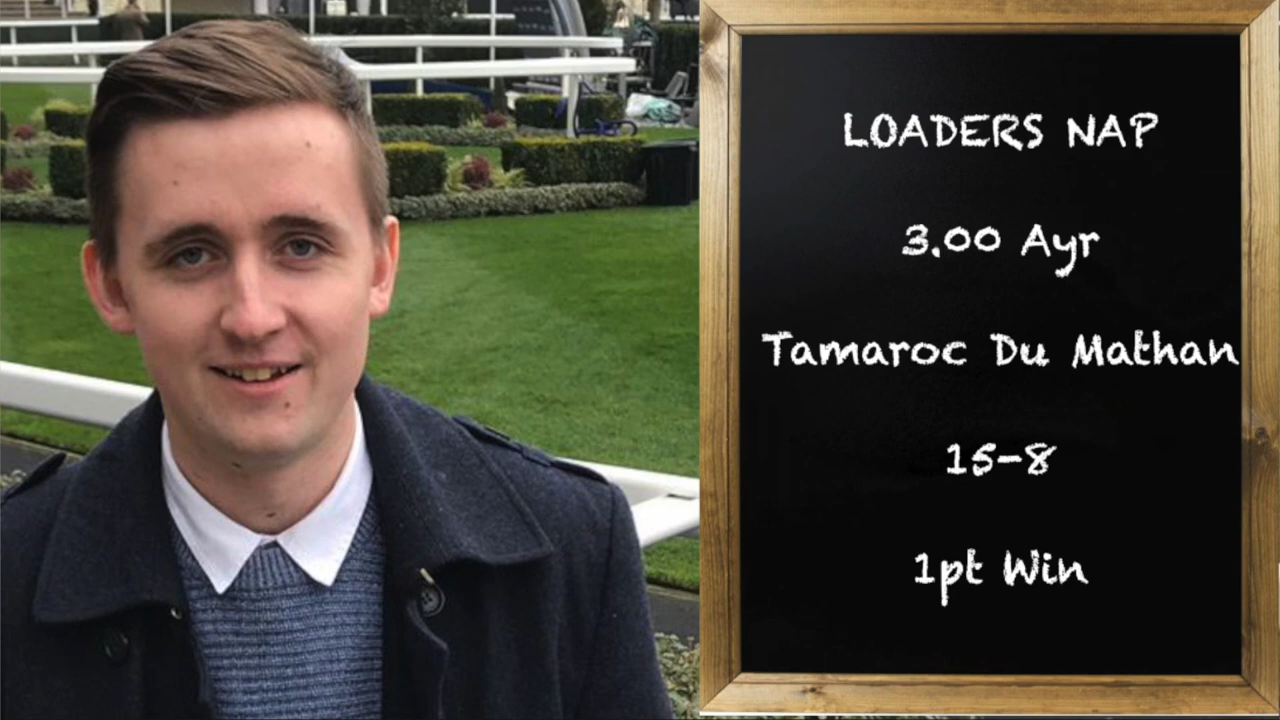 LOADERS NAP
3.00 Ayr
Tamaroc Du Mathan
15-8
1pt Win